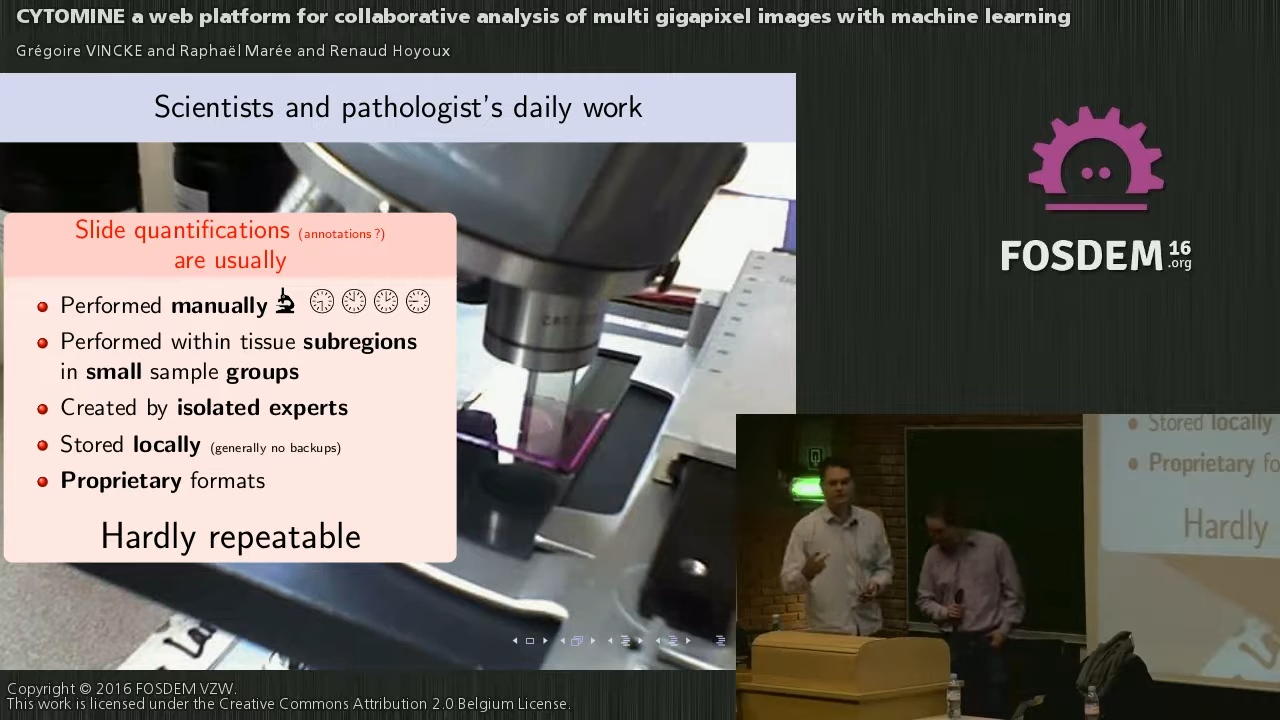 CYTOMINE a web platform for collaborative analysis of multi gigapixel images with machine learning
Grégoire VINCKE and Raphaël Marée and Renaud Hoyoux
Scientists and pathologist's daily work
Slide quantifications (annotations ?)
are usually
Performed manually
Performed within tissue subregions
in small sample groups
Created by isolated experts
Stored locally (generally no backups)
Proprietary formats
Hardly repeatable
FOSDEM 16
.org
Stored locally
Proprietary fo
Hardly
Copyright © 2016 FOSDEM VZW.
This work is licensed under the Creative Commons Attribution 2.0 Belgium License.